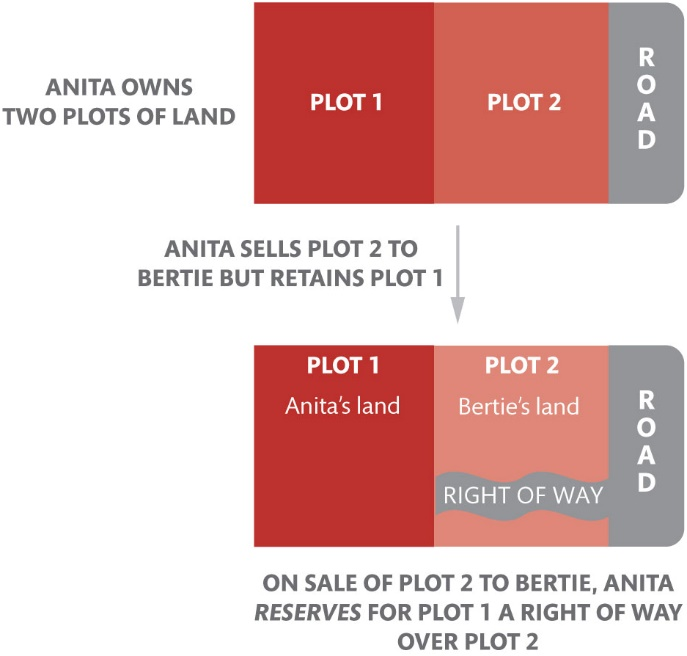 ANITA OWNS
TWO PLOTS OF LAND
PLOT 1
PLOT 2
ROAD
ANITA SELLS PLOT 2 TO
BERTIE BUT RETAINS PLOT 1
PLOT 1
Anita’s land
PLOT 2
Bertie’s land
RIGHT OF WAY
ROAD
ON SALE OF PLOT 2 TO BERTIE, ANITA
RESERVES FOR PLOT 1 A RIGHT OF WAY
OVER PLOT 2